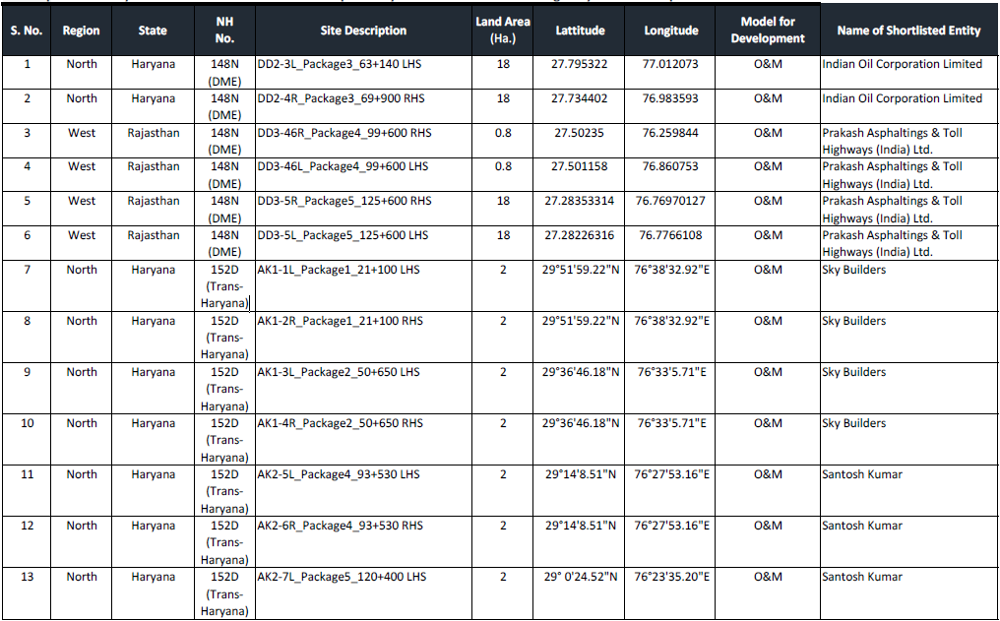 S. No. Region State NH No. Site Description Land Area (Ha.) Lattitude Longitude Model for Development Name of Shortlisted Entity
1 North Haryana 148N (DME) DD2-3L_Package3_63+140 LHS 18 27.795322 77.012073 O&M Indian Oil Corporation Limited
2 North Haryana 148N (DME) DD2-4R_Package3_69+900 RHS 18 27.734402 76.983593 O&M Indian Oil Corporation Limited
3 West Rajasthan 148N (DME) DD3-46R_Package4_99+600 RHS 0.8 27.50235 76.259844 O&M Prakash Asphaltings & Toll Highways (India) Ltd.
4 West Rajasthan 148N (DME) DD3-46L_Package4_99+600 LHS 0.8 27.501158 76.860753 O&M Prakash Asphaltings & Toll Highways (India) Ltd.
5 West Rajasthan 148N (DME) DD3-5R_Package5_125+600 RHS 18 27.28353314 76.76970127 O&M Prakash Asphaltings & Toll Highways (India) Ltd.
6 West Rajasthan 148N (DME) DD3-5L_Package5_125+600 LHS 18 27.28226316 76.7766108 O&M Prakash Asphaltings & Toll Highways (India) Ltd.
7 North Haryana 152D (Trans-Haryana) AK1-1L_Package1_21+100 LHS 2 29°51'59.22"N 76°38'32.92"E O&M Sky Builders
8 North Haryana 152D (Trans-Haryana) AK1-2R_Package1_21+100 RHS 2 29°51'59.22"N 76°38'32.92"E O&M Sky Builders
9 North Haryana 152D (Trans-Haryana) AK1-3L_Package2_50+650 LHS 2 29°36'46.18"N 76°33'5.71"E O&M Sky Builders
10 North Haryana 152D (Trans-Haryana) AK1-4R_Package2_50+650 RHS 2 29°36'46.18"N 76°33'5.71"E O&M Sky Builders
11 North Haryana 152D (Trans-Haryana) AK2-5L_Package4_93+530 LHS 2 29°14'8.51"N 76°27'53.16"E O&M Santosh Kumar
12 North Haryana 152D (Trans-Haryana) AK2-6R_Package4_93+530 RHS 2 29°14'8.51"N 76°27'53.16"E O&M Santosh Kumar
13 North Haryana 152D (Trans-Haryana) AK2-7L_Package5_120+400 LHS 2 29° 0'24.52"N 76°23'35.20"E O&M Santosh Kumar